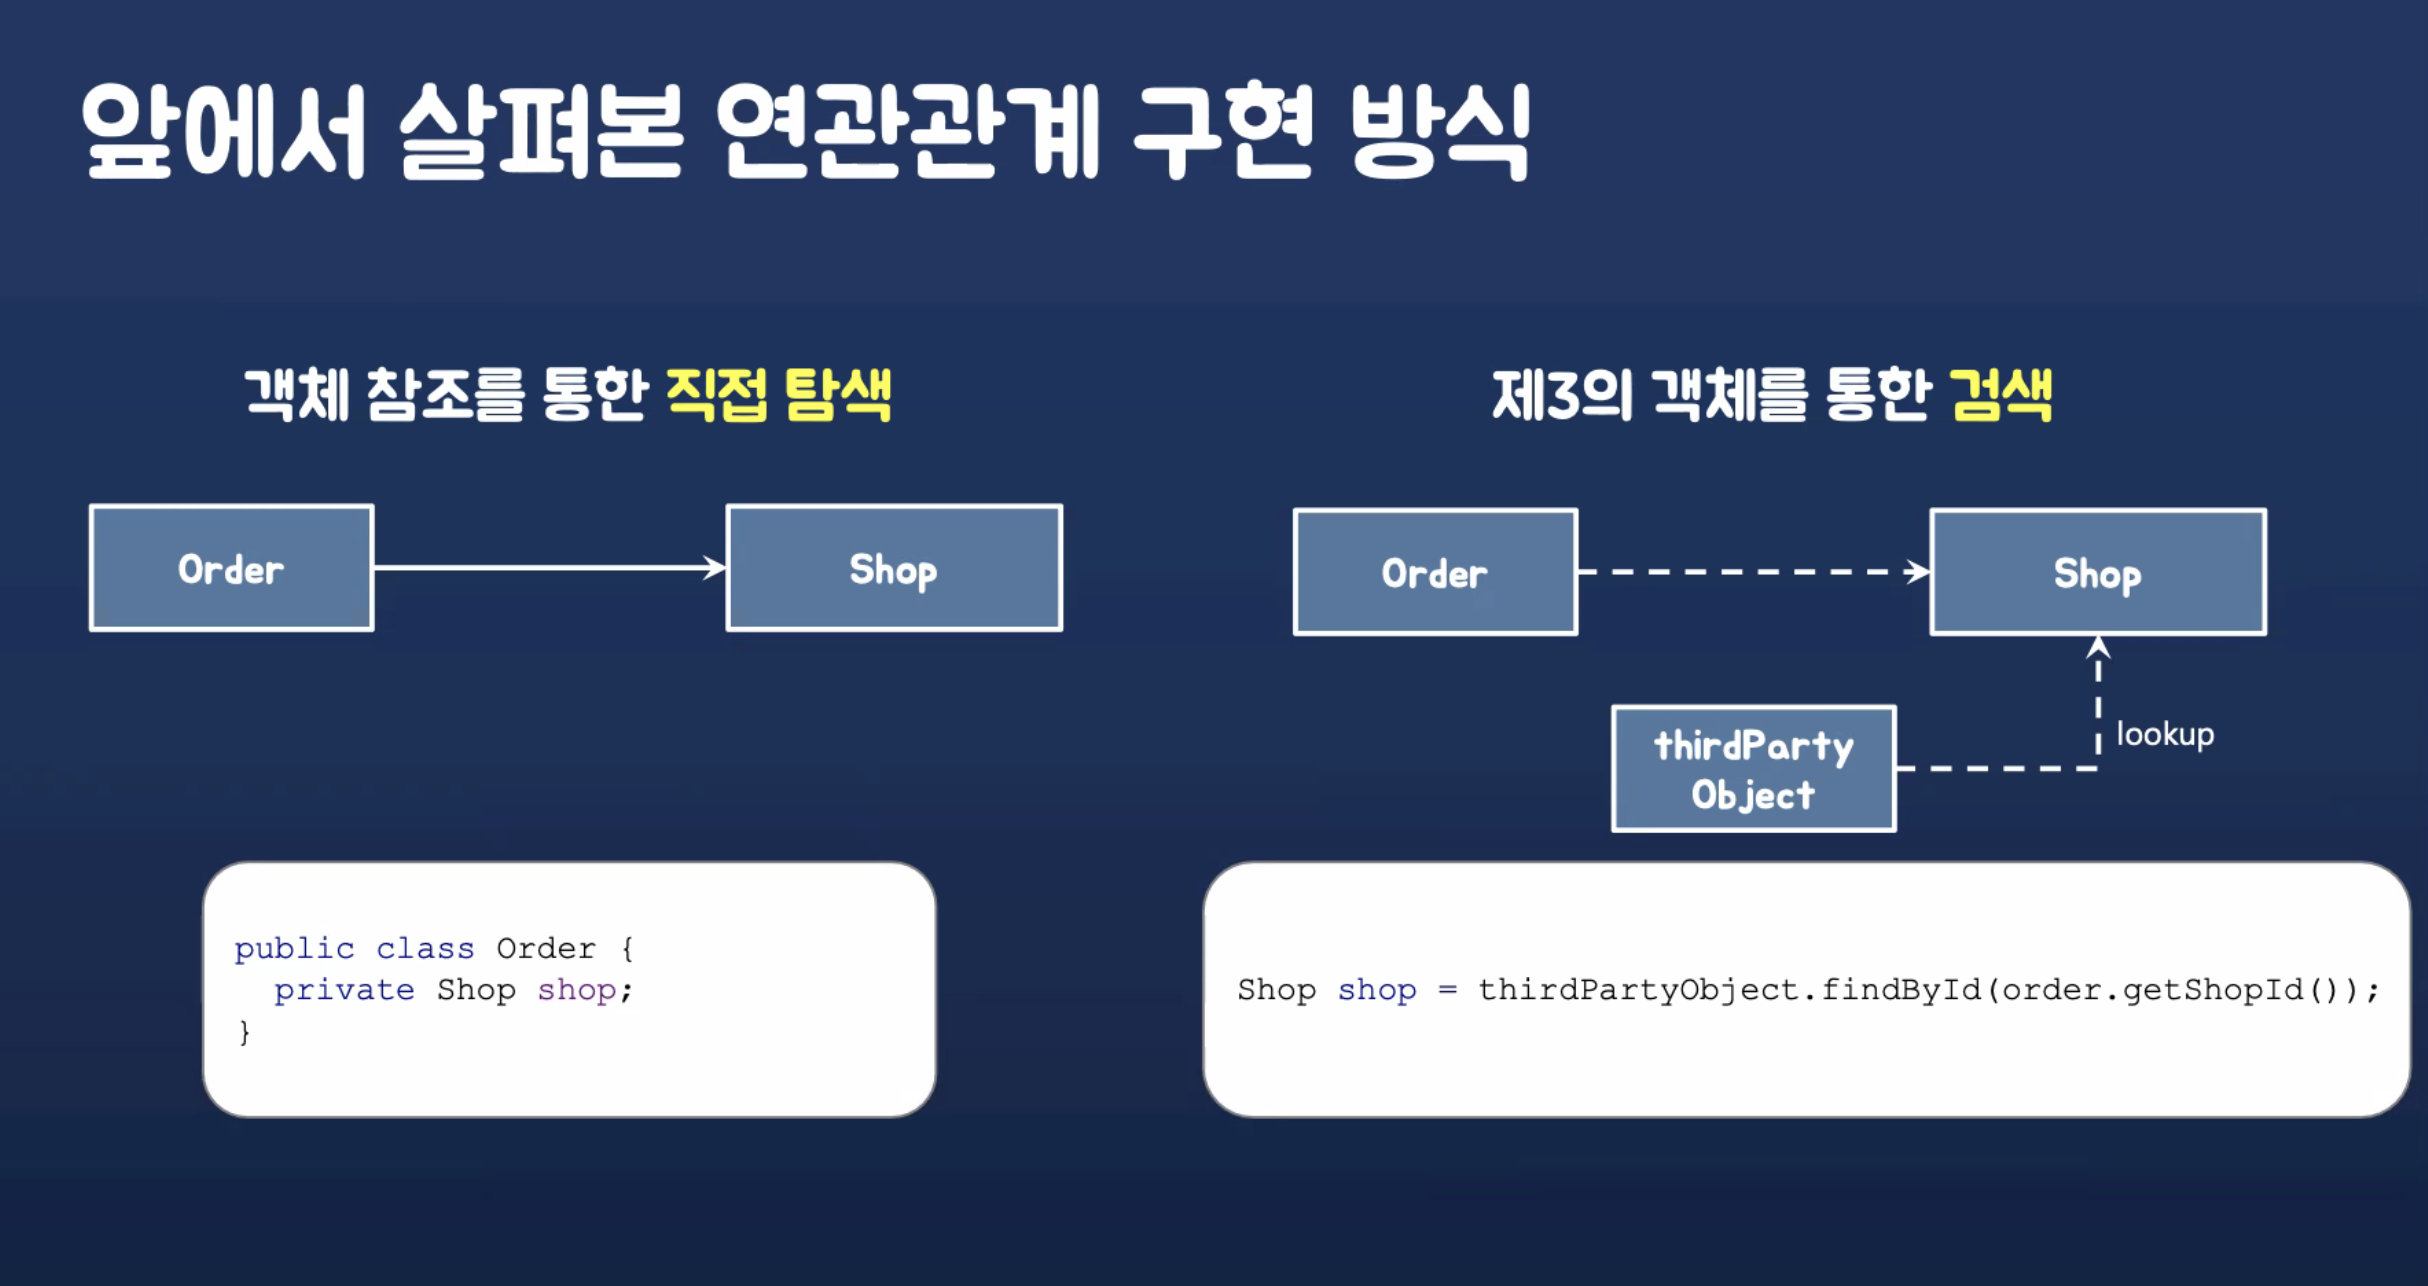 앞에서 살펴본 연관관계 구현 방식
객체 참조를 통한 직접 탐색
Order
Shop
public class Order {
  private Shop shop;
}
제3의 객체를 통한 검색
Order
Shop
thirdParty
Object
lookup
Shop shop = thirdPartyObject.findById(order.getShopId());